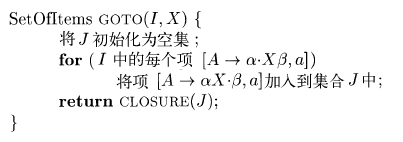 SetOfItems GOTO(I, X) {
将 J 初始化为空集；
for ( I 中的每个项 [A → α·Xβ, a] )
将项 [A → αX·β, a]加入到集合 J 中;
return CLOSURE(J);
}